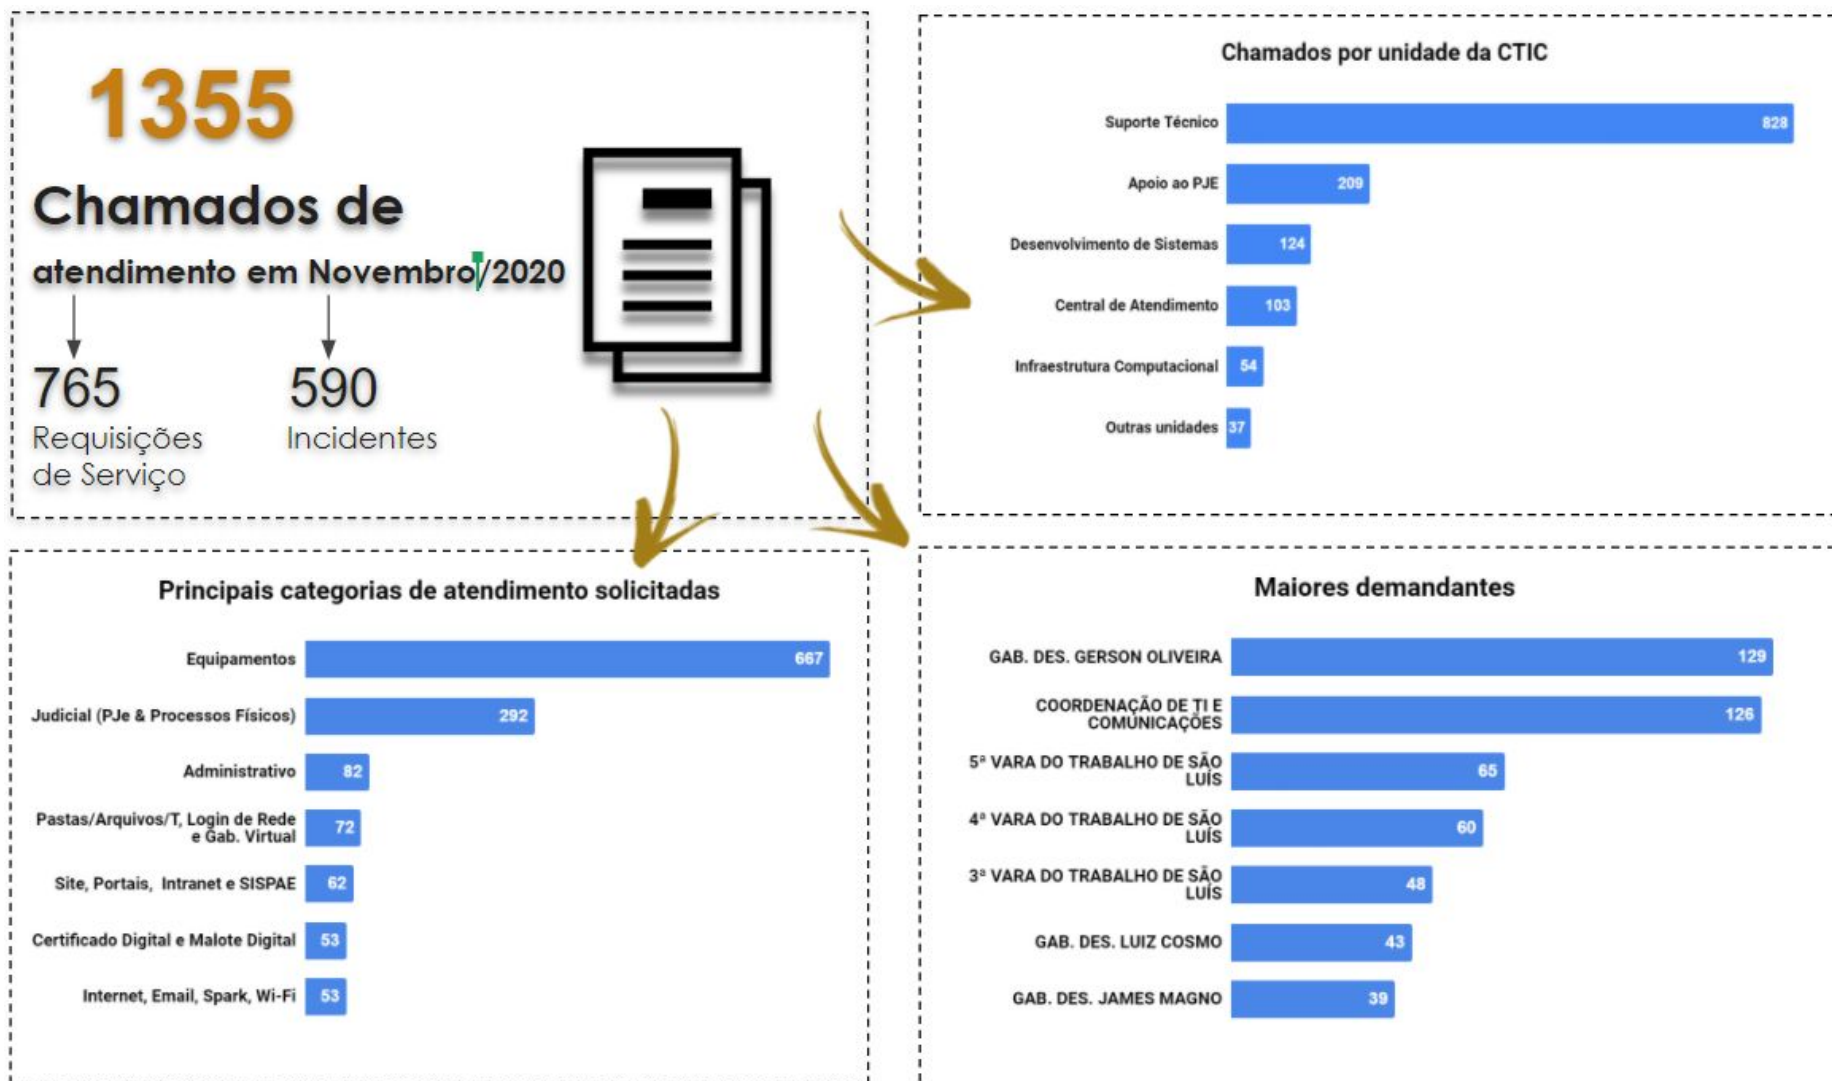 1355
Chamados de
atendimento em Novembro/2020
765
Requisições
de Serviço
590
Incidentes
Chamados por unidade da CTIC
Suporte Técnico 828
Apoio ao PJE 209
Desenvolvimento de Sistemas 124
Central de Atendimento 103
Infraestrutura Computacional 54
Outras unidades 37
Principais categorias de atendimento solicitadas
Equipamentos 667
Judicial (PJe & Processos Físicos) 292
Administrativo 82
Pastas/Arquivos/T, Login de Rede
e Gab. Virtual 72
Site, Portais, Intranet e SISPAE 62
Certificado Digital e Malote Digital 53
Internet, Email, Spark, Wi-Fi 53
Maiores demandantes
GAB. DES. GERSON OLIVEIRA 129
COORDENAÇÃO DE TI E
COMUNICAÇÕES 126
5ª VARA DO TRABALHO DE SÃO
LUÍS 65
4ª VARA DO TRABALHO DE SÃO
LUÍS 60
3ª VARA DO TRABALHO DE SÃO
LUÍS 48
GAB. DES. LUIZ COSMO 43
GAB. DES. JAMES MAGNO 39